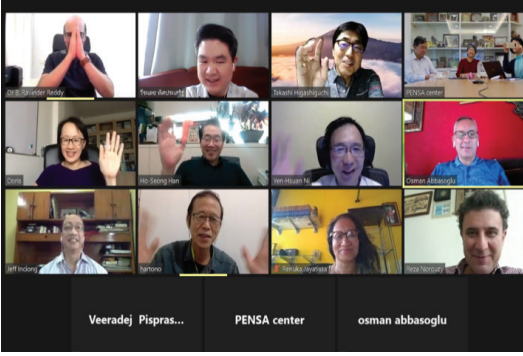 Dr B. Ravinder Reddy
Takashi Higashiguchi
PENSA center
Doris
Ho-Seong Han
Yen-Hsuan Ni
Osman Abbasoglu
Jeff Inciong
hartono
Renuka Jayatissa
Reza Norouzy
Veeradej Pispras...
PENSA center
osman abbasoglu